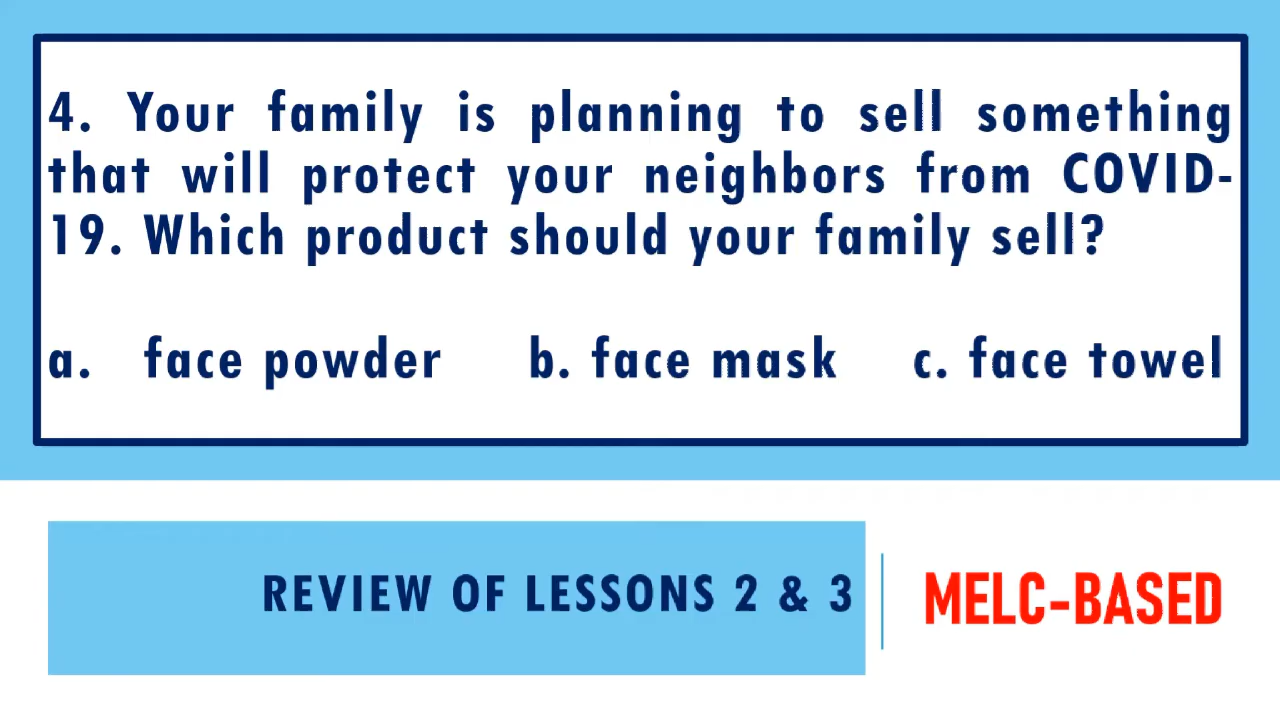 4. Your family is planning to sell something
that will protect your neighbors from COVID-
19. Which product should your family sell?
a. face powder b. face mask c. face towel
REVIEW OF LESSONS 2 & 3
MELC-BASED